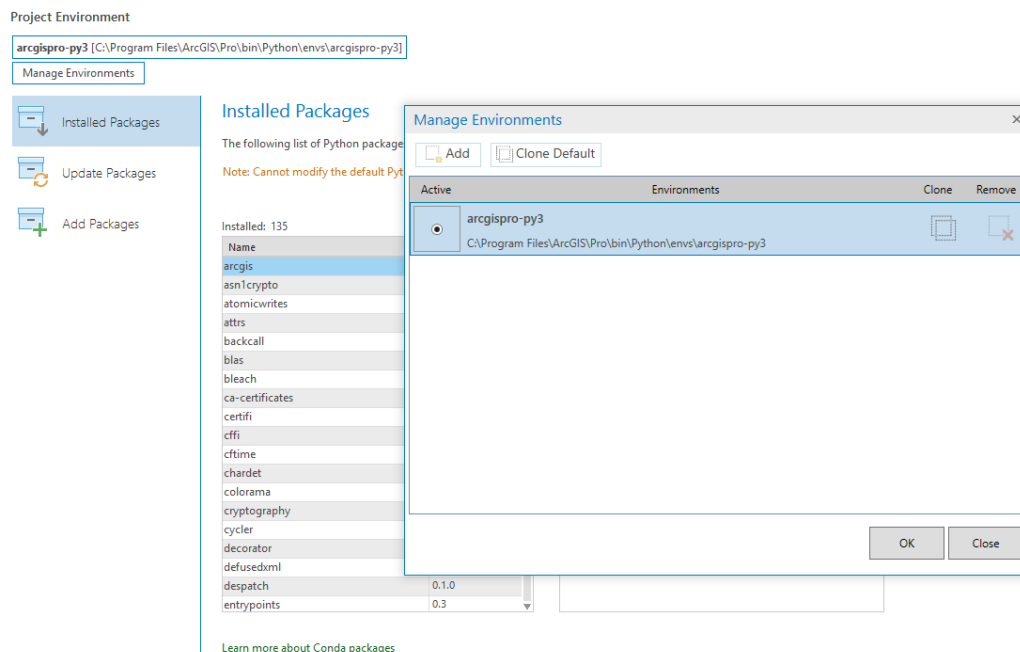 Project Environment
arcgispro-py3 [C:\Program Files\ArcGIS\Pro\bin\Python\envs\arcgispro-py3]
Manage Environments
Installed Packages
Update Packages
Add Packages
Installed Packages
The following list of Python package
Note: Cannot modify the default Pyt
Installed: 135
Name
arcgis
asn1crypto
atomicwrites
attrs
backcall
blas
bleach
ca-certificates
certifi
cffi
cftime
chardet
colorama
cryptography
cycler
decorator
defusedxml
despatch 0.1.0
entrypoints 0.3
Learn more about Conda packages
Manage Environments
Add Clone Default
Active Environments Clone Remove
arcgispro-py3
C:\Program Files\ArcGIS\Pro\bin\Python\envs\arcgispro-py3
OK Close